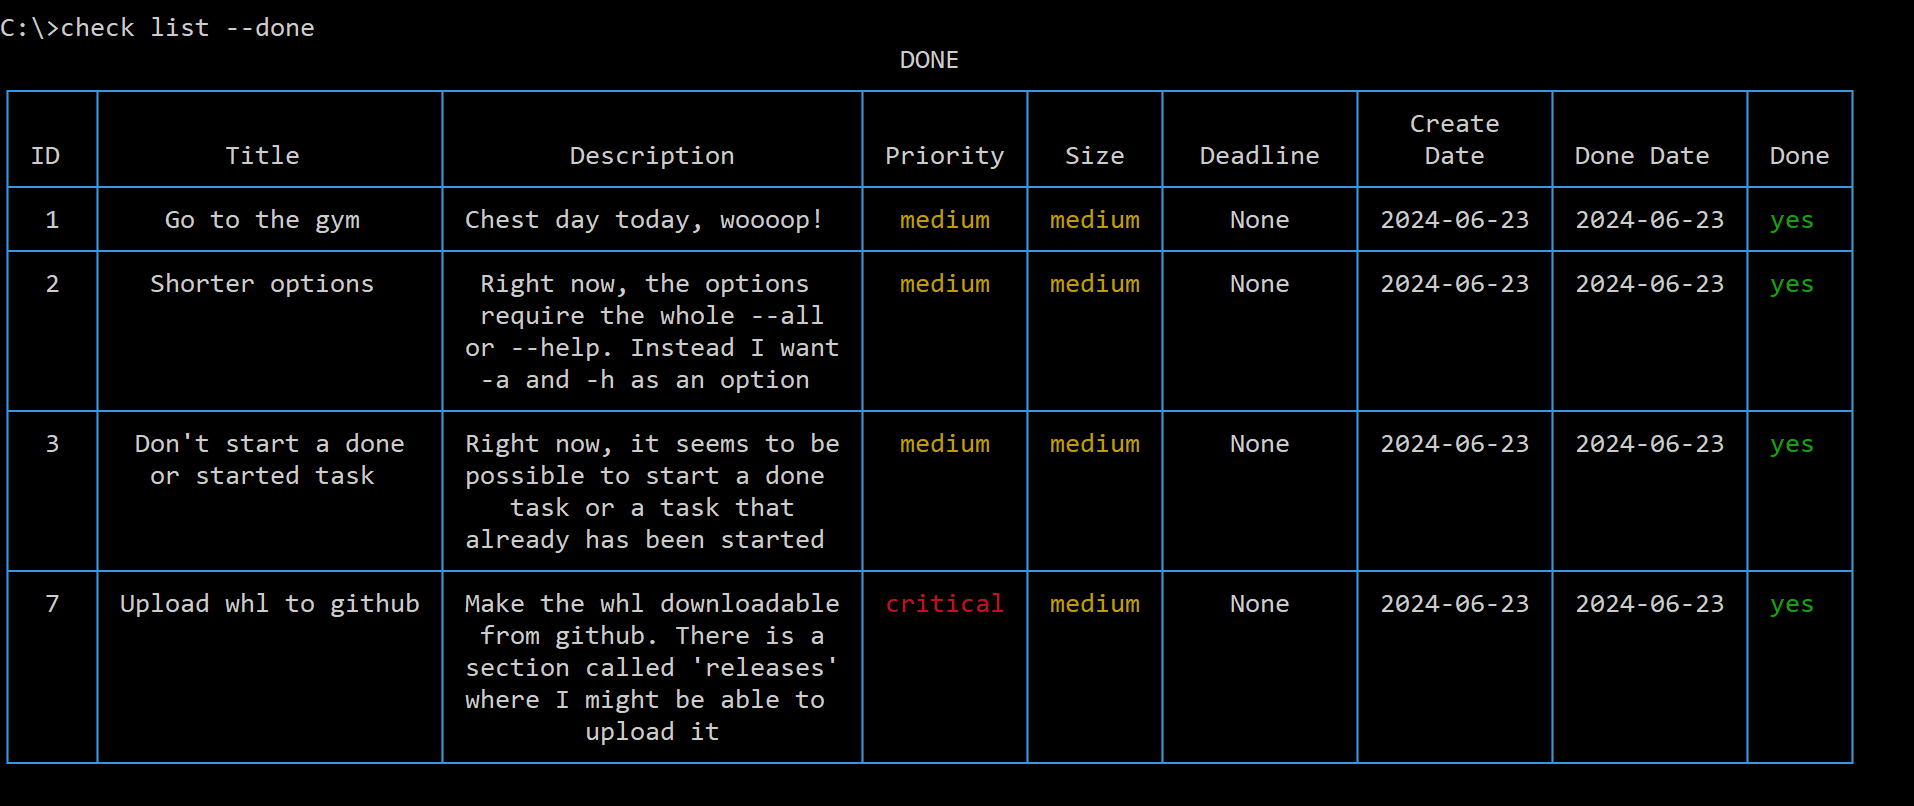 C:\>check list --done
DONE
Create
ID Title Description Priority Size Deadline Date Done Date Done
1 Go to the gym Chest day today, woooop! medium medium None 2024-06-23 2024-06-23 yes
2 Shorter options Right now, the options medium medium None 2024-06-23 2024-06-23 yes
require the whole --all
or --help. Instead I want
-a and -h as an option
3 Don't start a done Right now, it seems to be medium medium None 2024-06-23 2024-06-23 yes
or started task possible to start a done
task or a task that
already has been started
7 Upload whl to github Make the whl downloadable critical medium None 2024-06-23 2024-06-23 yes
from github. There is a
section called 'releases'
where I might be able to
upload it